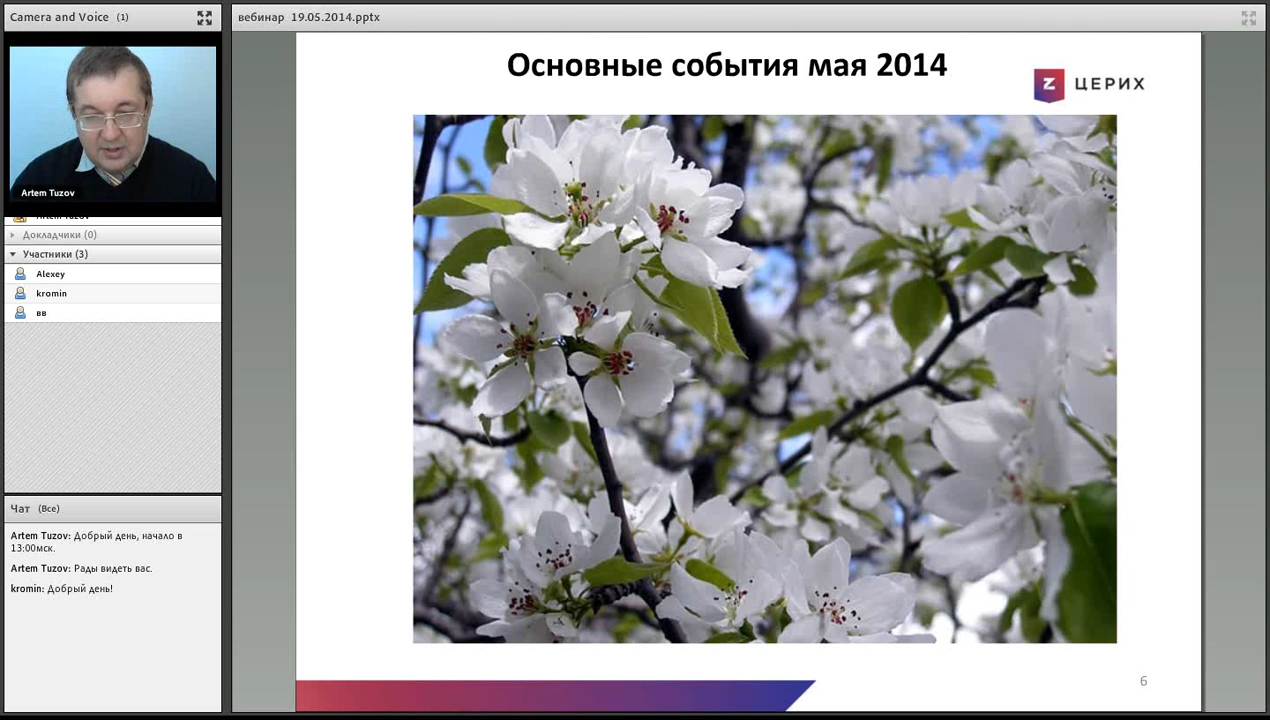 Camera and Voice (1)
Artem Tuzov
Artem Tuzov
Докладчики (0)
Участники (3)
Alexey
kromin
вв
Чат (Все)
Artem Tuzov: Добрый день, начало в
13:00мск.
Artem Tuzov: Рады видеть вас.
kromin: Добрый день!
вебинар 19.05.2014.pptx
Основные события мая 2014
Z ЦЕРИХ
6